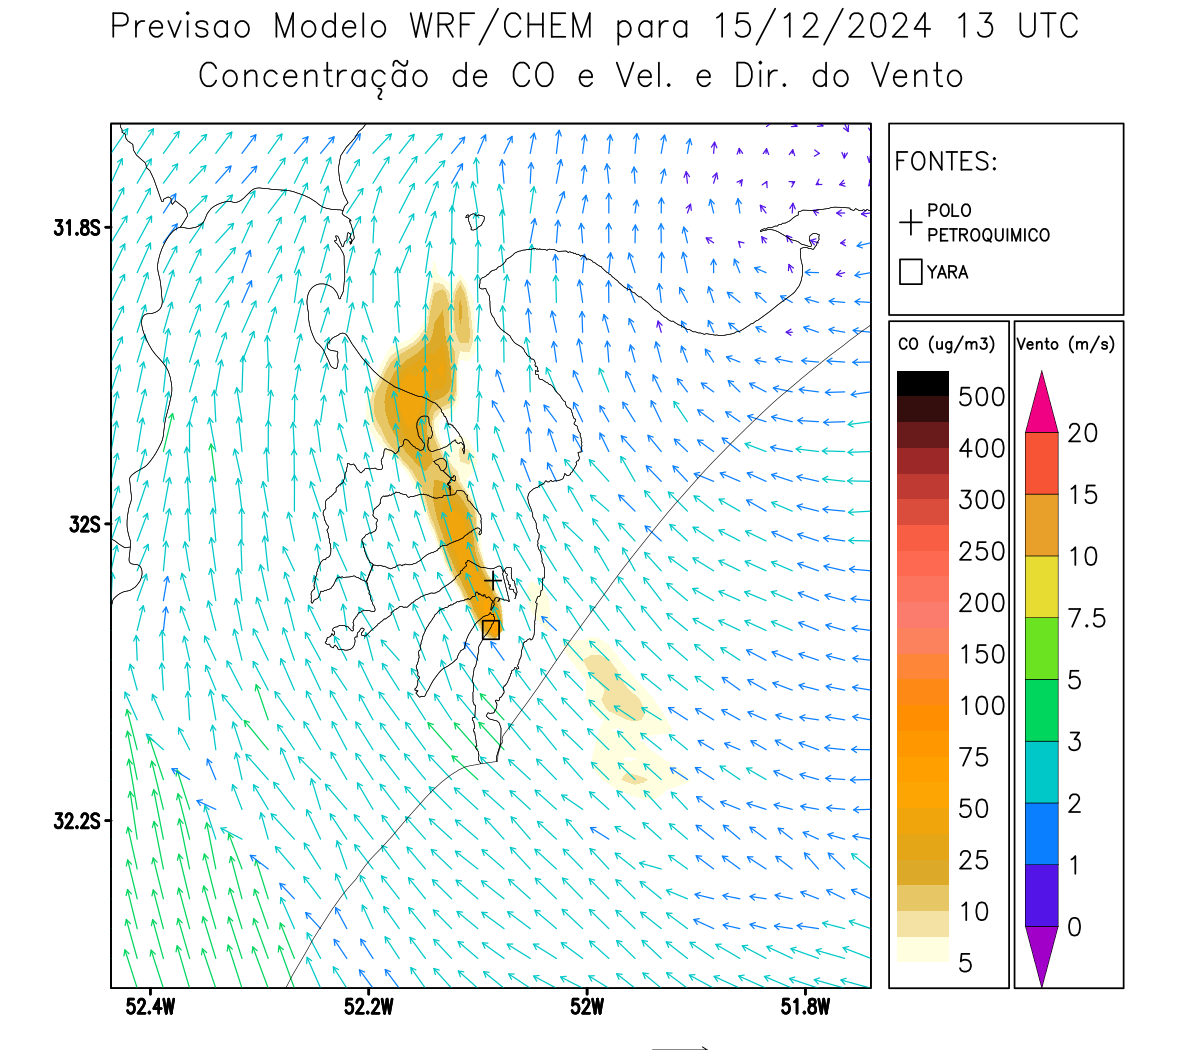 Previsao Modelo WRF/CHEM para 15/12/2024 13 UTC
Concentração de CO e Vel. e Dir. do Vento
FONTES:
POLO
PETROQUIMICO
YARA
CO (ug/m3)
500
400
300
250
200
150
100
75
50
25
10
5
Vento (m/s)
20
15
10
7.5
5
3
2
1
0
31.8S
32S
32.2S
52.4W
52.2W
52W
51.8W